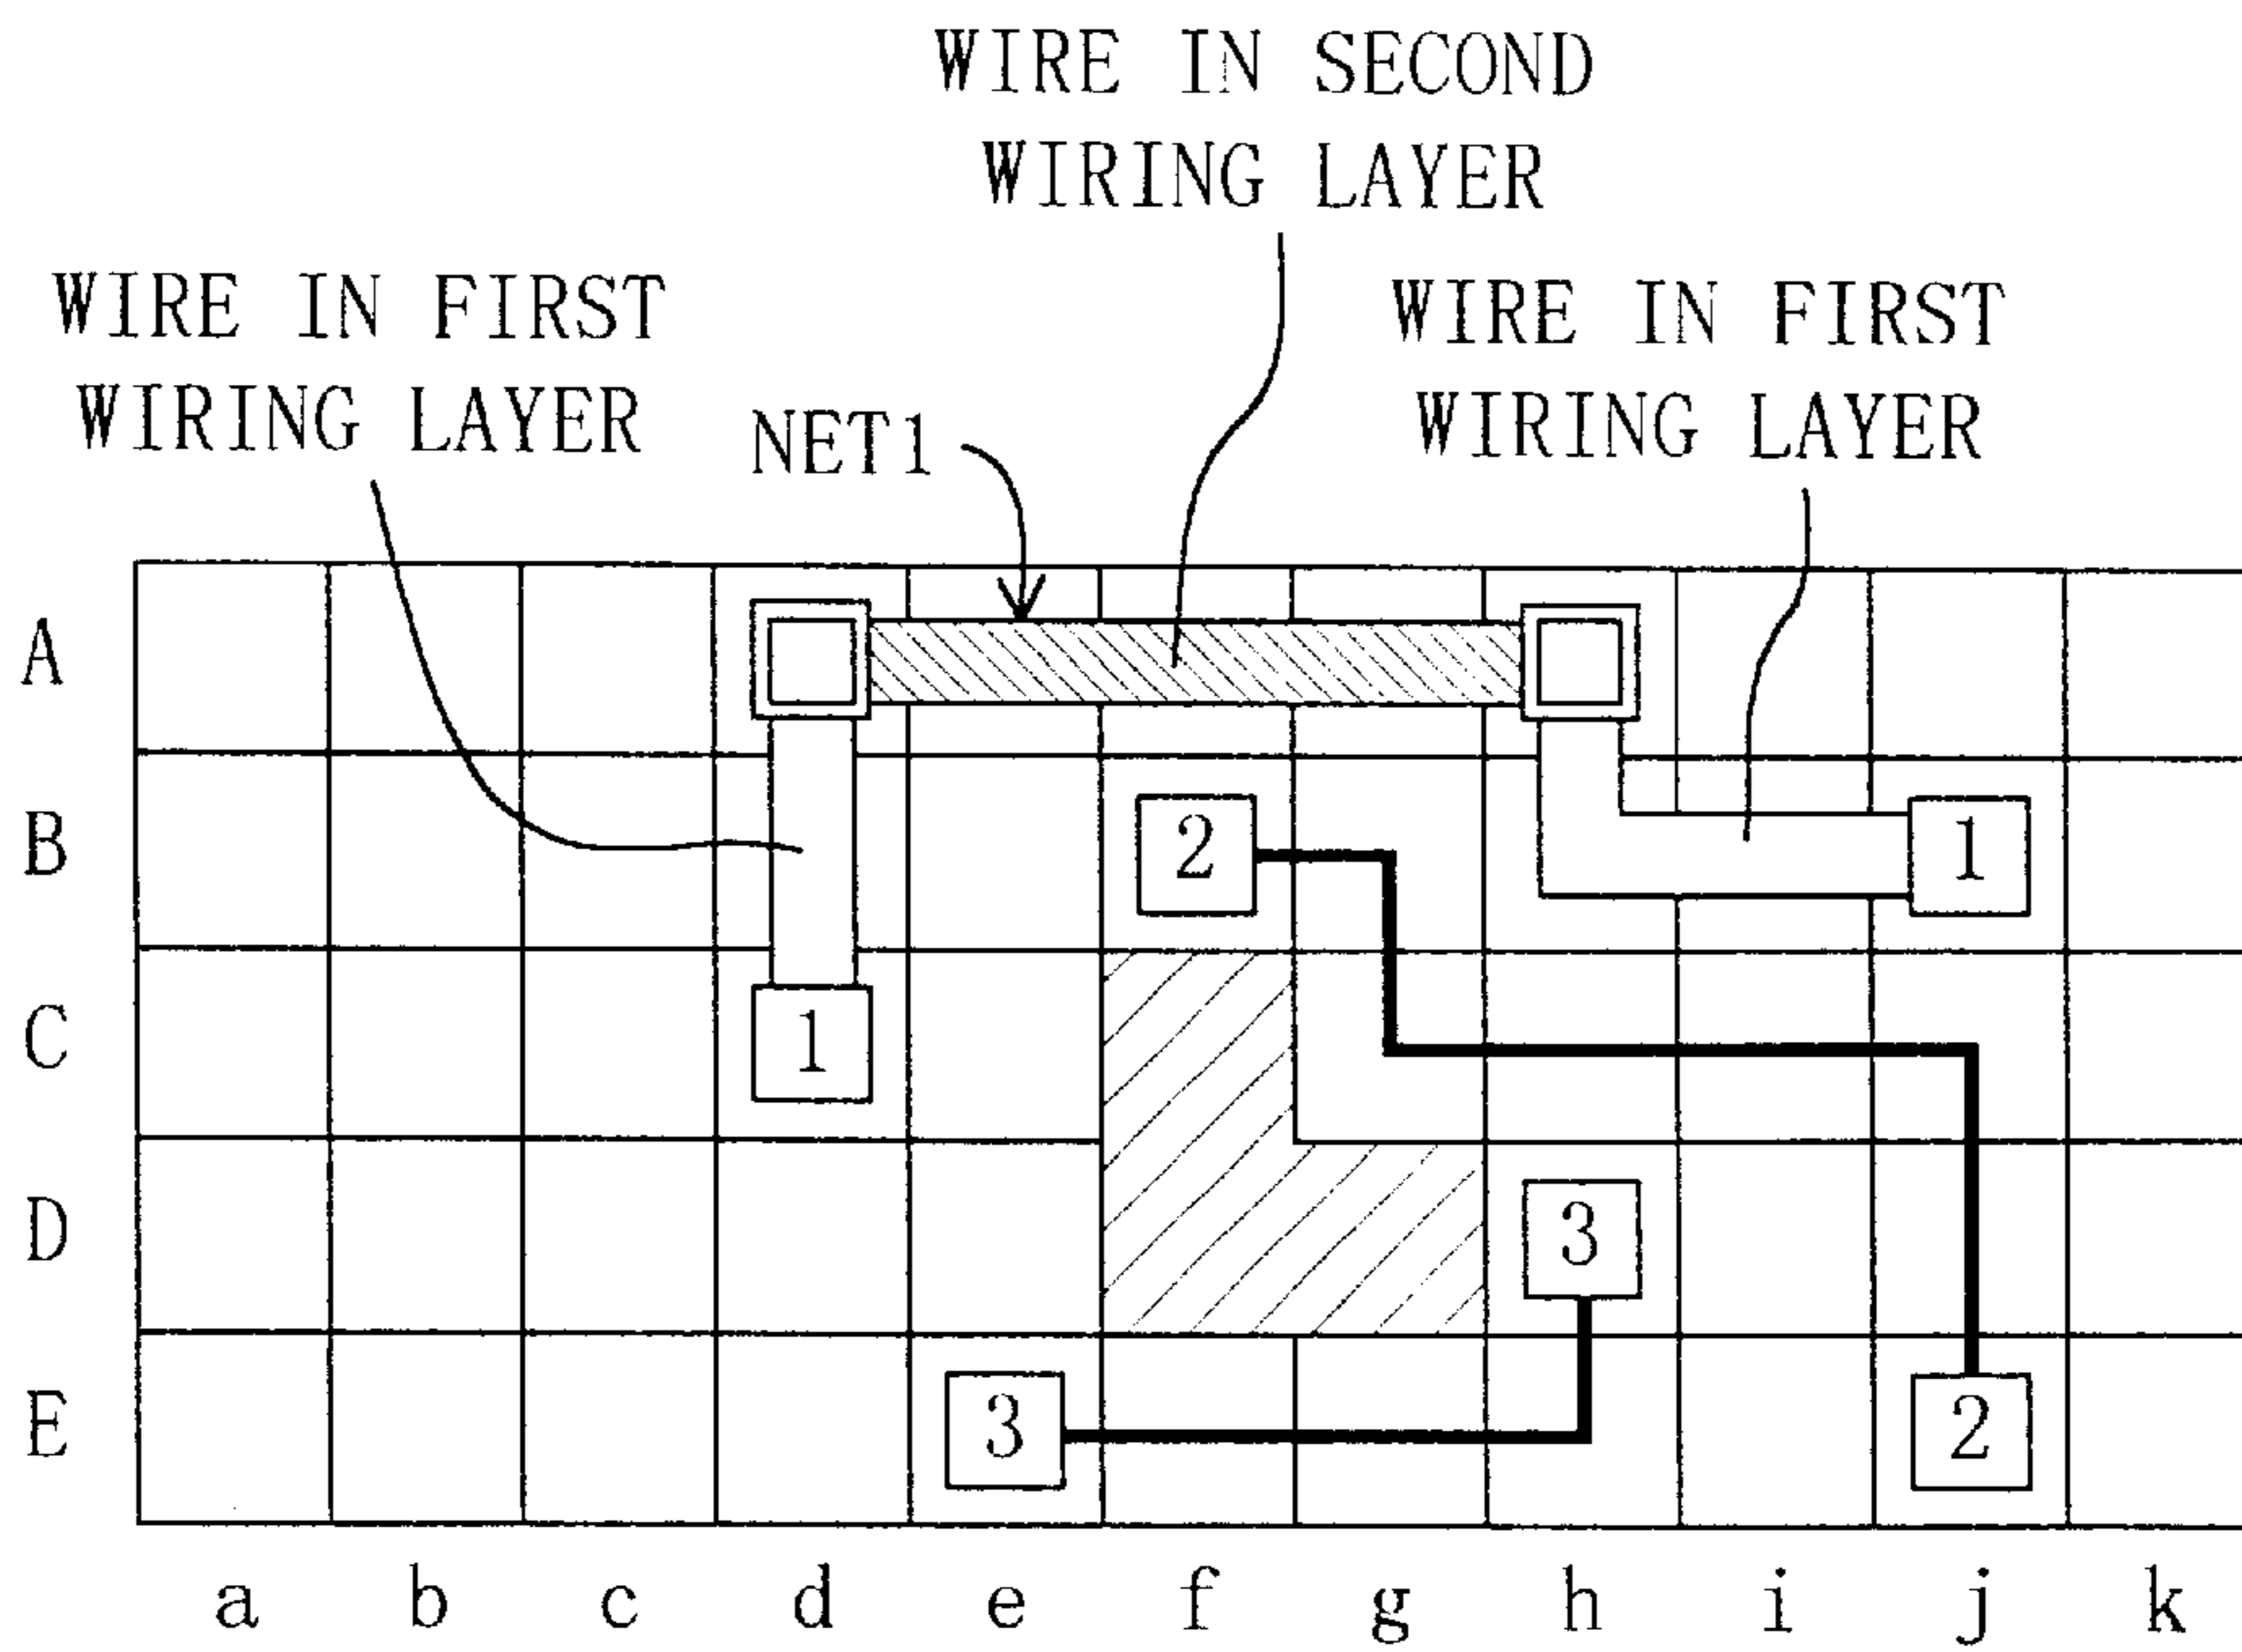 WIRE IN SECOND
WIRING LAYER
WIRE IN FIRST
WIRING LAYER
WIRE IN FIRST
WIRING LAYER
NET1
A
B
2
1
C
1
D
3
E
3
2
a b c d e f g h i j k